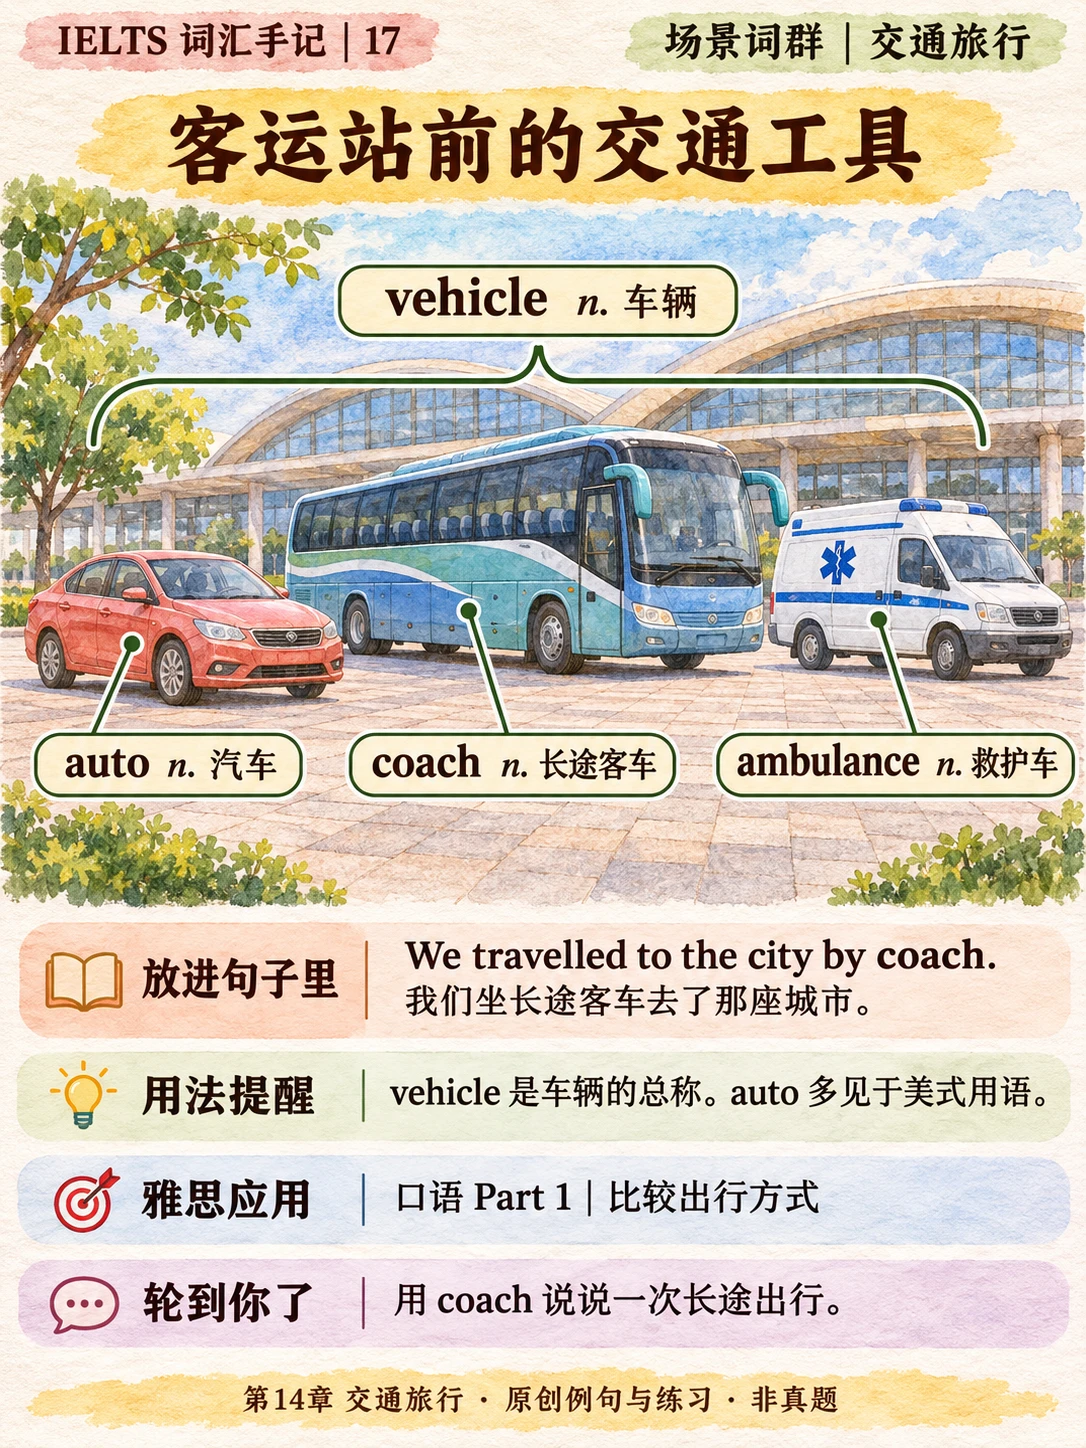 IELTS 词汇手记 | 17
场景词群 | 交通旅行
客运站前的交通工具
vehicle n. 车辆
auto n. 汽车
coach n. 长途客车
ambulance n. 救护车
放进句子里
We travelled to the city by coach.
我们坐长途客车去了那座城市。
用法提醒
vehicle 是车辆的总称。auto 多见于美式用语。
雅思应用
口语 Part 1 | 比较出行方式
轮到你了
用 coach 说说一次长途出行。
第14章 交通旅行 · 原创例句与练习 · 非真题